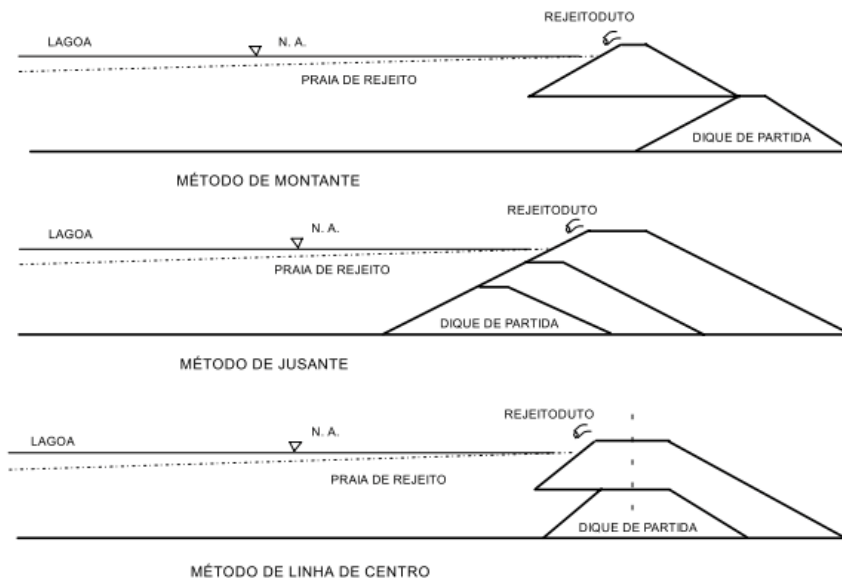 REJEITODUTO
LAGOA
N. A.
PRAIA DE REJEITO
DIQUE DE PARTIDA
MÉTODO DE MONTANTE
REJEITODUTO
LAGOA
N. A.
PRAIA DE REJEITO
DIQUE DE PARTIDA
MÉTODO DE JUSANTE
REJEITODUTO
LAGOA
N. A.
PRAIA DE REJEITO
DIQUE DE PARTIDA
MÉTODO DE LINHA DE CENTRO